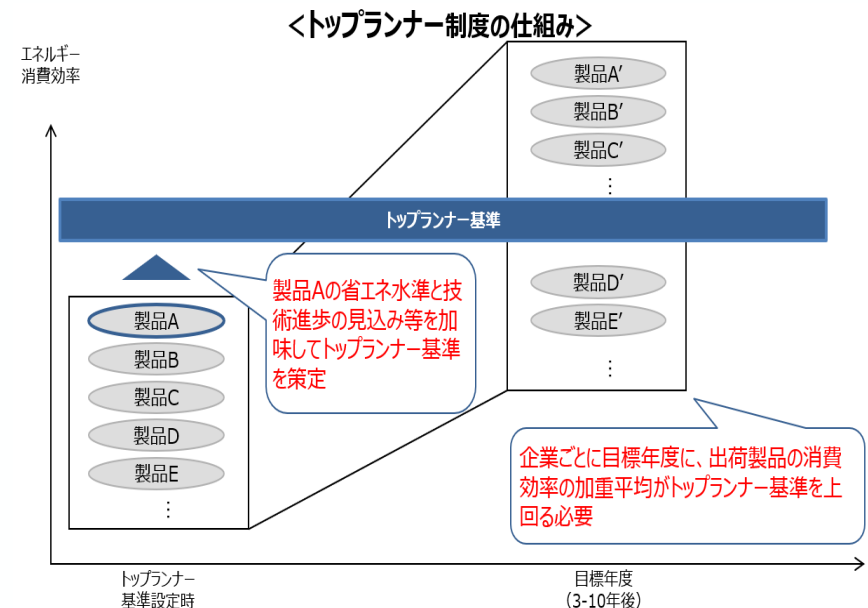 ＜トップランナー制度の仕組み＞
エネルギー
消費効率
製品A′
製品B′
製品C′
⋮
トップランナー基準
製品D′
製品E′
⋮
製品A
製品B
製品C
製品D
製品E
⋮
製品Aの省エネ水準と技
術進歩の見込み等を加
味してトップランナー基準
を策定
企業ごとに目標年度に、出荷製品の消費
効率の加重平均がトップランナー基準を上
回る必要
トップランナー
基準設定時
目標年度
（3-10年後）